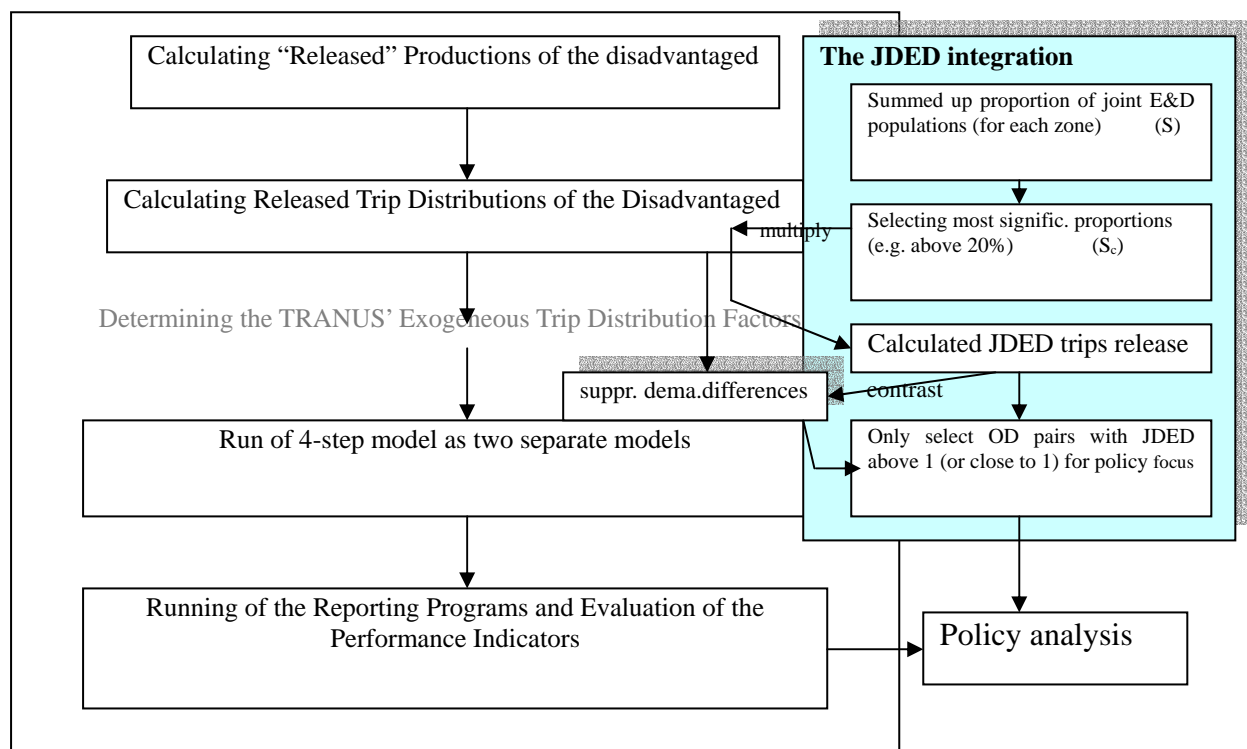 Calculating “Released” Productions of the disadvantaged
Calculating Released Trip Distributions of the Disadvantaged
Determining the TRANUS’ Exogeneous Trip Distribution Factors
suppr. dema.differences
Run of 4-step model as two separate models
Running of the Reporting Programs and Evaluation of the
Performance Indicators
The JDED integration
Summed up proportion of joint E&D
populations (for each zone) (S)
Selecting most signific. proportions
(e.g. above 20%) (Sc)
multiply
Calculated JDED trips release
contrast
Only select OD pairs with JDED
above 1 (or close to 1) for policy focus
Policy analysis